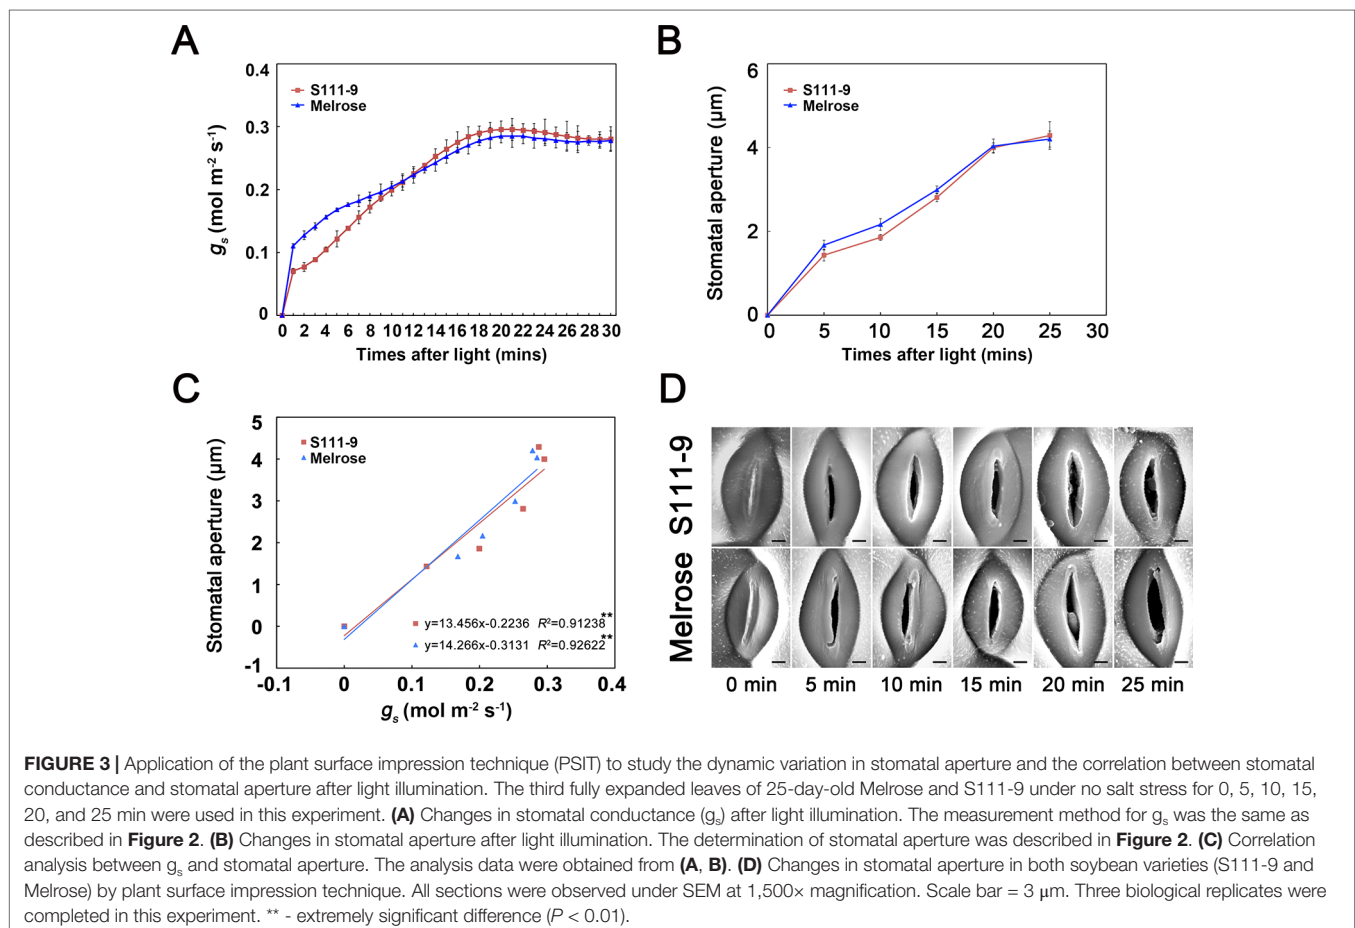 A
0.4
0.3
0.2
0.1
0
gs (mol m-2 s-1)
S111-9
Melrose
0 2 4 6 8 10 12 14 16 18 20 22 24 26 28 30
Times after light (mins)
B
6
4
2
0
Stomatal aperture (μm)
S111-9
Melrose
0 5 10 15 20 25 30
Times after light (mins)
C
5
4
3
2
1
0
-1
Stomatal aperture (μm)
S111-9
Melrose
y=13.456x-0.2236 R²=0.91238**
y=14.266x-0.3131 R²=0.92622**
-0.1 0 0.1 0.2 0.3 0.4
gs (mol m-2 s-1)
D
S111-9
Melrose
0 min 5 min 10 min 15 min 20 min 25 min
FIGURE 3 | Application of the plant surface impression technique (PSIT) to study the dynamic variation in stomatal aperture and the correlation between stomatal
conductance and stomatal aperture after light illumination. The third fully expanded leaves of 25-day-old Melrose and S111-9 under no salt stress for 0, 5, 10, 15,
20, and 25 min were used in this experiment. (A) Changes in stomatal conductance (gs) after light illumination. The measurement method for gs was the same as
described in Figure 2. (B) Changes in stomatal aperture after light illumination. The determination of stomatal aperture was described in Figure 2. (C) Correlation
analysis between gs and stomatal aperture. The analysis data were obtained from (A, B). (D) Changes in stomatal aperture in both soybean varieties (S111-9 and
Melrose) by plant surface impression technique. All sections were observed under SEM at 1,500× magnification. Scale bar = 3 μm. Three biological replicates were
completed in this experiment. ** - extremely significant difference (P < 0.01).